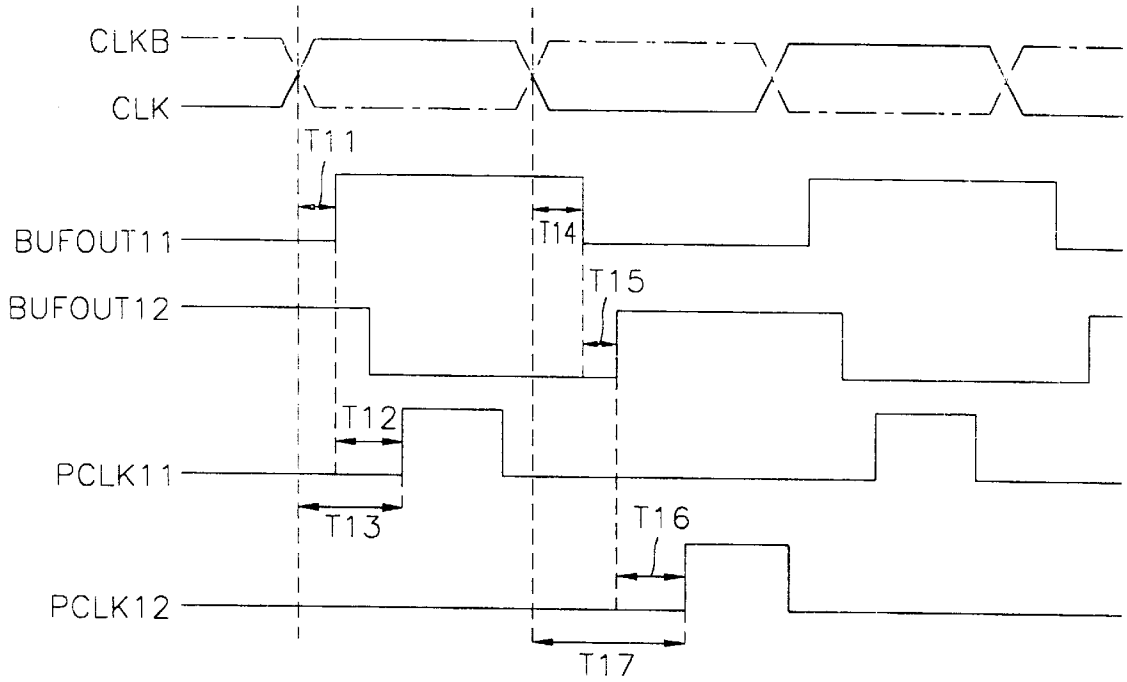 CLKB
CLK
T11
BUFOUT11
T14
T15
BUFOUT12
T12
PCLK11
T13
T16
PCLK12
T17